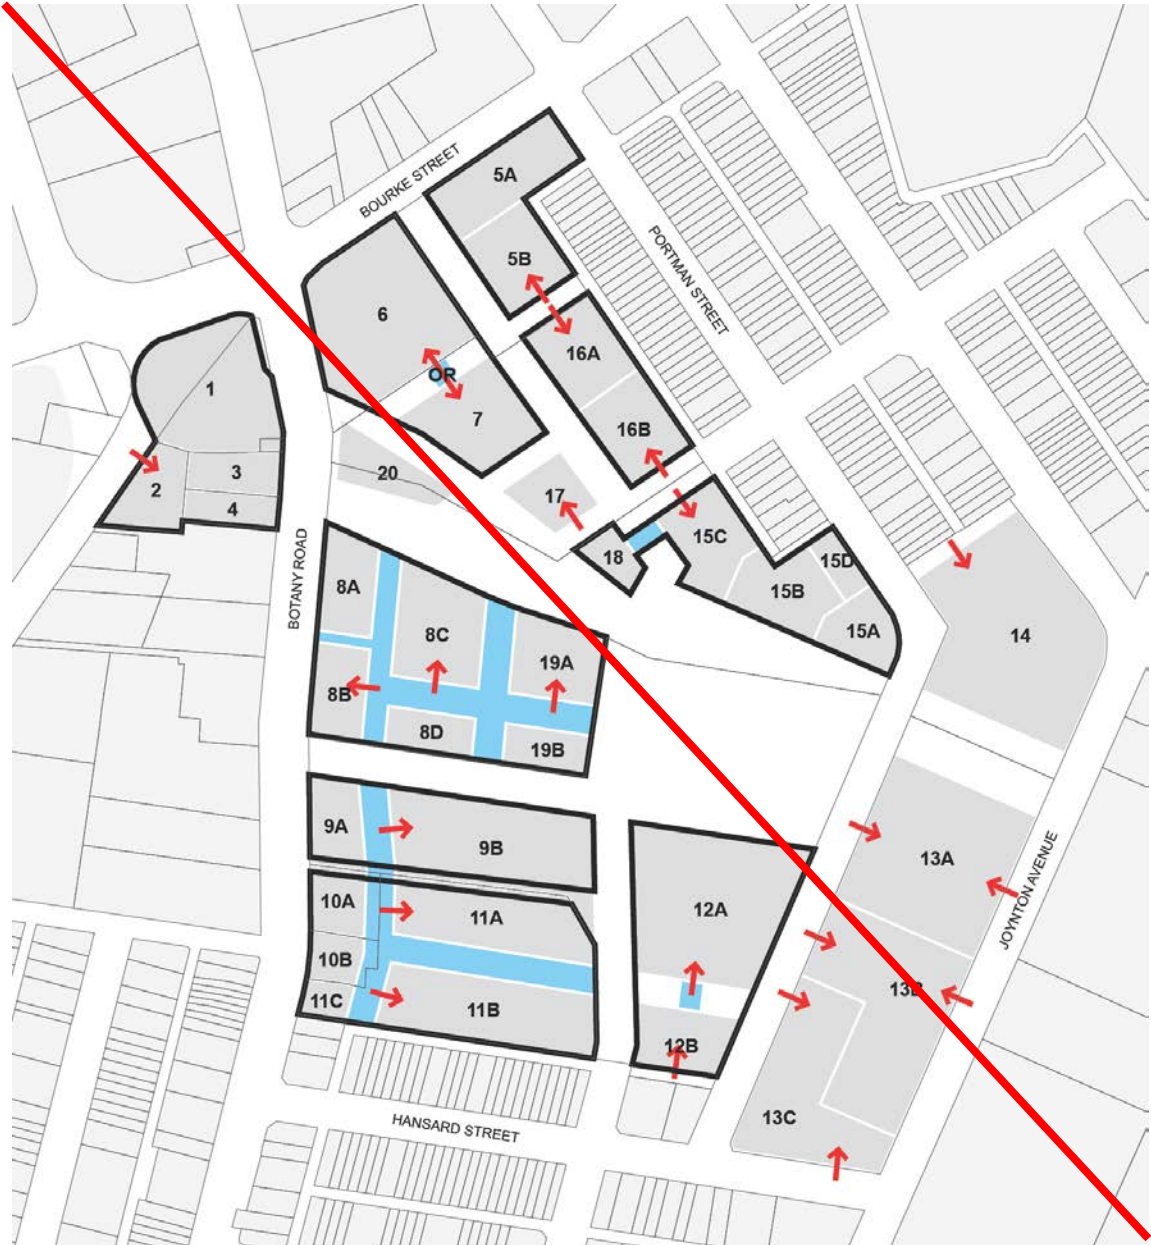 5A
BOURKE STREET
5B
PORTMAN STREET
6
16A
OR
1
7
16B
3
2
20
17
4
15C
18
15D
8A
15B
BOTANY ROAD
8C
15A
14
19A
8B
8D
19B
9A
9B
13A
JOYNTON AVENUE
10A
11A
12A
10B
13B
11C
11B
12B
13C
HANSARD STREET